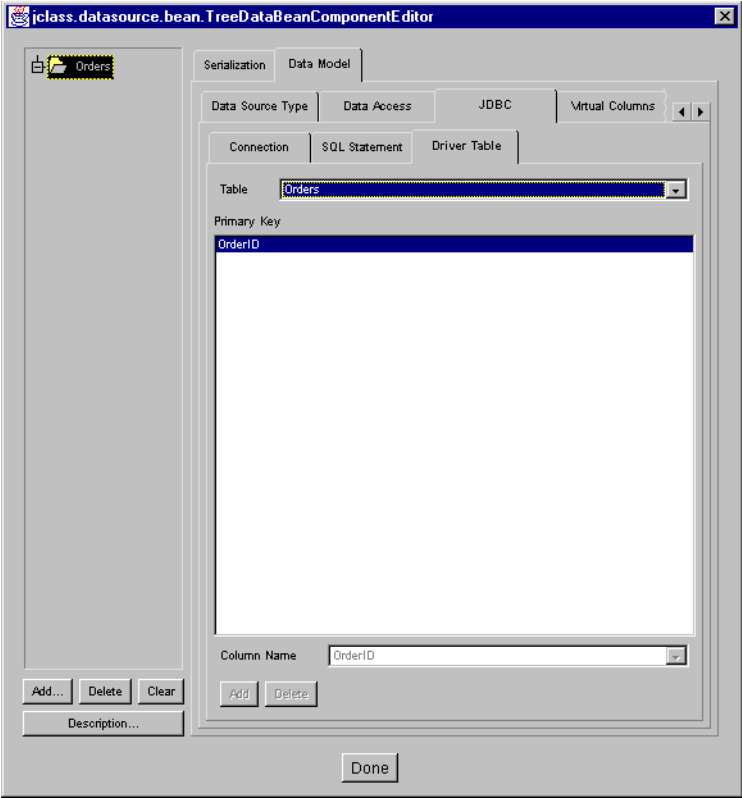 jclass.datasource.bean.TreeDataBeanComponentEditor
Orders
Serialization Data Model
Data Source Type Data Access JDBC Virtual Columns
Connection SQL Statement Driver Table
Table Orders
Primary Key
OrderID
Column Name OrderID
Add... Delete Clear Add Delete
Description...
Done